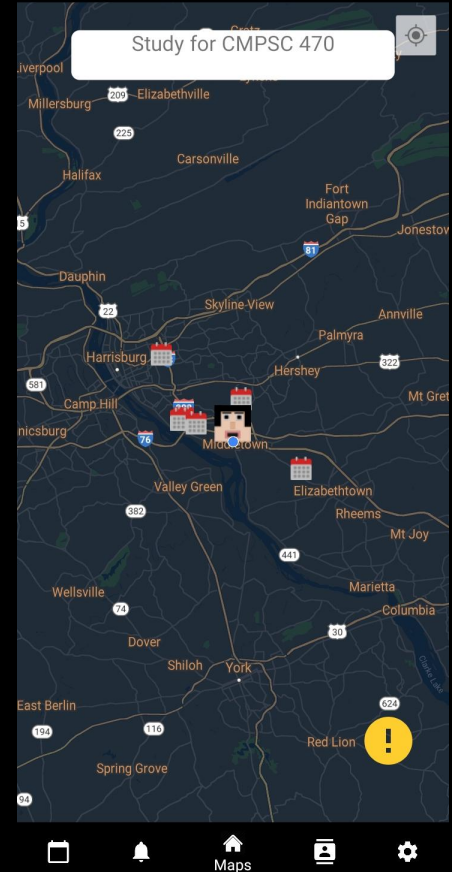 Study for CMPSC 470
Liverpool
209
Elizabethville
Millersburg
225
Carsonville
Halifax
Fort
Indiantown
Gap
Jonestow
81
Dauphin
22
Skyline View
Annville
Palmyra
Harrisburg
322
Hershey
581
Camp Hill
Mt Gret
nicsburg
76
Middletown
Valley Green
Elizabethtown
382
Rheems
Mt Joy
441
Wellsville
Marietta
74
Columbia
30
Dover
Shiloh
York
Clarke Lake
East Berlin
624
194
116
Red Lion
Spring Grove
94
Maps